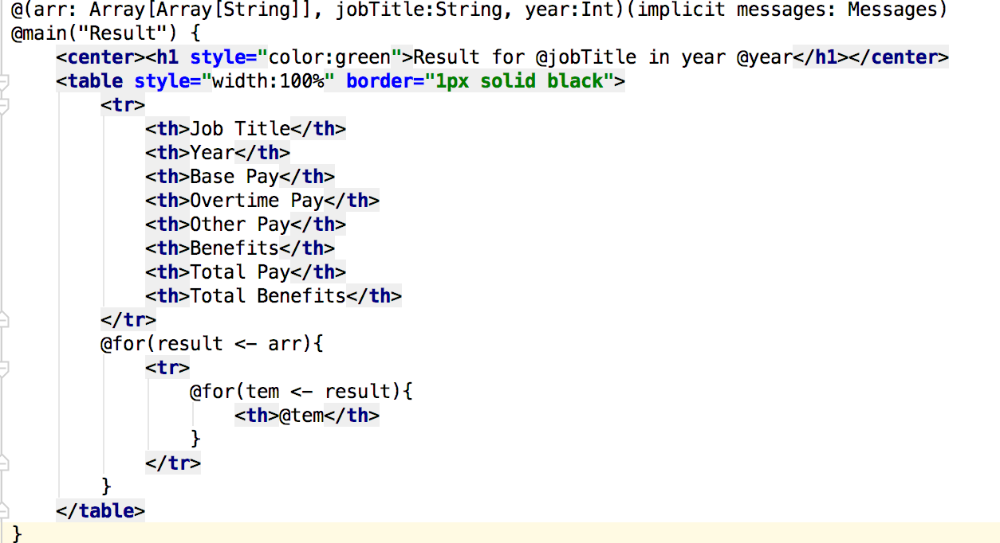 @(arr: Array[Array[String]], jobTitle:String, year:Int)(implicit messages: Messages)
@main("Result") {
    <center><h1 style="color:green">Result for @jobTitle in year @year</h1></center>
    <table style="width:100%" border="1px solid black">
        <tr>
            <th>Job Title</th>
            <th>Year</th>
            <th>Base Pay</th>
            <th>Overtime Pay</th>
            <th>Other Pay</th>
            <th>Benefits</th>
            <th>Total Pay</th>
            <th>Total Benefits</th>
        </tr>
        @for(result <- arr){
            <tr>
                @for(tem <- result){
                    <th>@tem</th>
                }
            </tr>
        }
    </table>
}